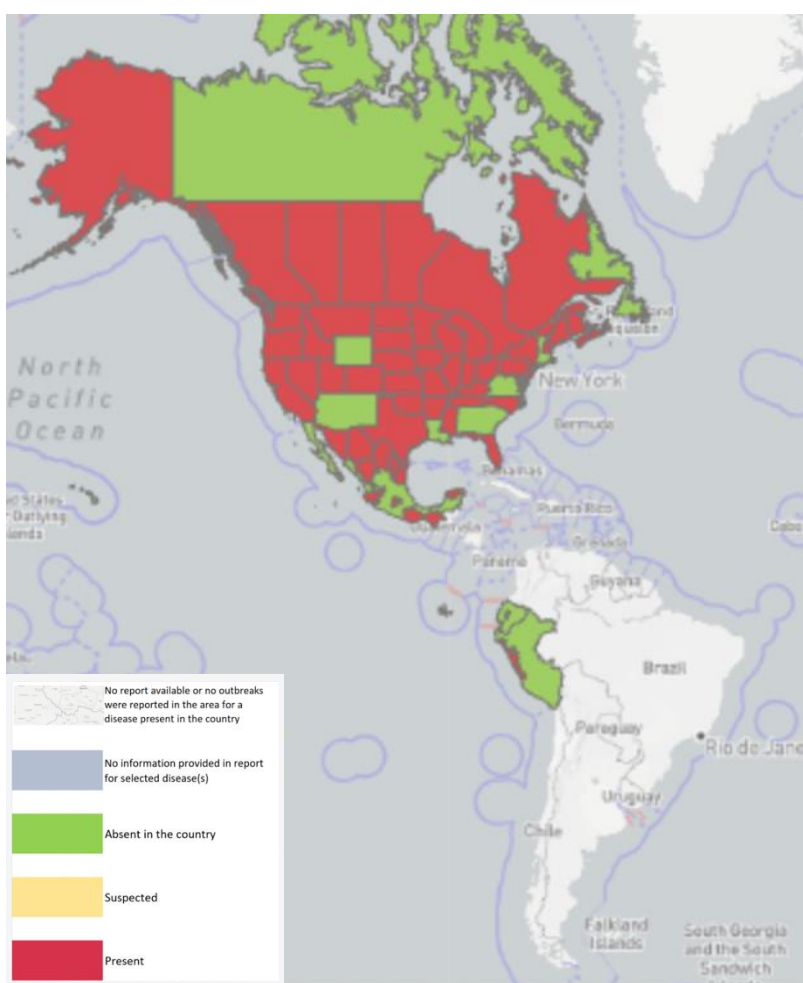 North
Pacific
Ocean
New York
Bermuda
Bahamas
Puerto Rico
Grenada
Panama
Guyana
Brazil
Rio de Jane
Paraguay
Uruguay
Chile
Falkland
Islands
South Georgia
and the South
Sandwich
No report available or no outbreaks
were reported in the area for a
disease present in the country
No information provided in report
for selected disease(s)
Absent in the country
Suspected
Present